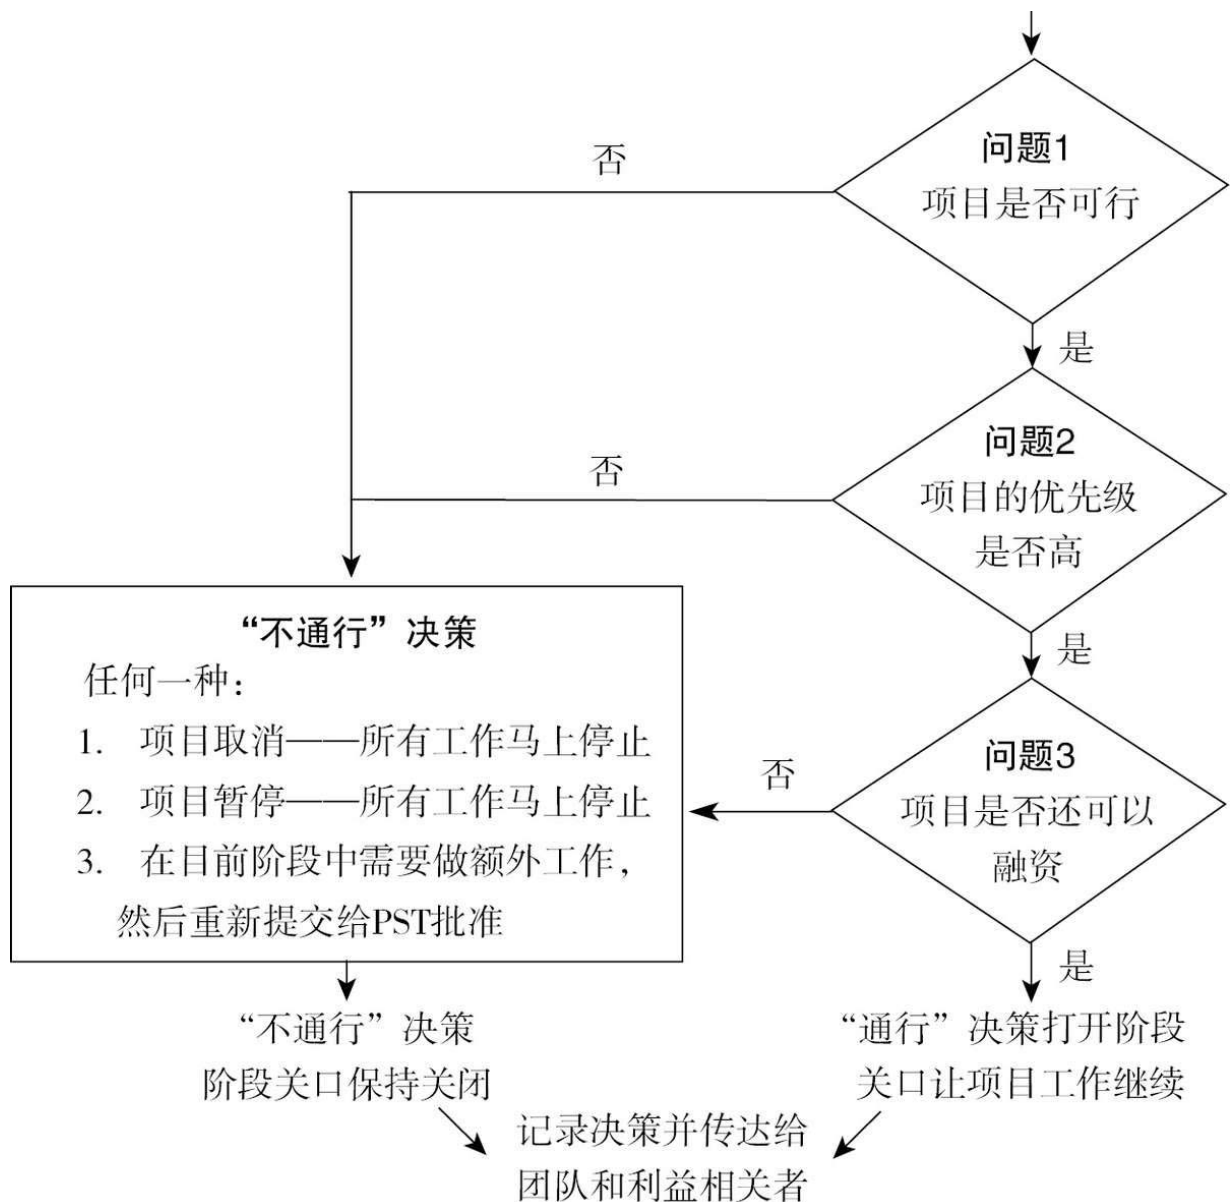 问题1
项目是否可行
否
是
问题2
项目的优先级
是否高
否
是
问题3
项目是否还可以
融资
否
是
“不通行”决策
任何一种：
1. 项目取消——所有工作马上停止
2. 项目暂停——所有工作马上停止
3. 在目前阶段中需要做额外工作，
然后重新提交给PST批准
“不通行”决策
阶段关口保持关闭
“通行”决策打开阶段
关口让项目工作继续
记录决策并传达给
团队和利益相关者